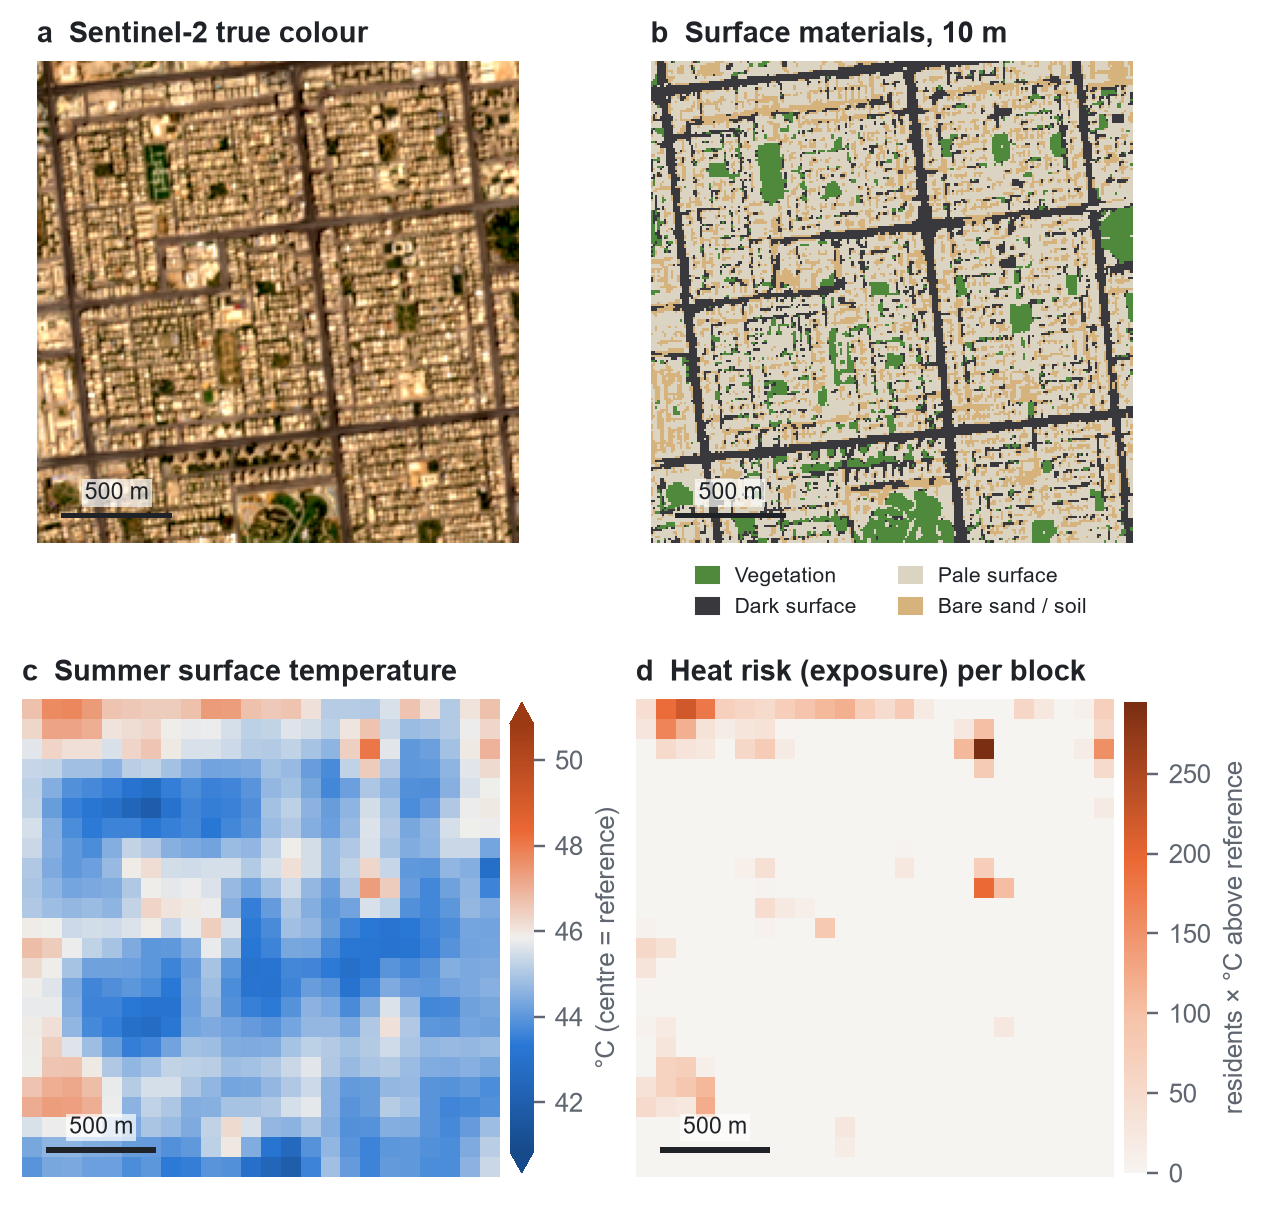 a Sentinel-2 true colour
b Surface materials, 10 m
500 m
500 m
Vegetation
Pale surface
Dark surface
Bare sand / soil
c Summer surface temperature
d Heat risk (exposure) per block
50
48
46
44
42
°C (centre = reference)
500 m
250
200
150
100
50
0
residents × °C above reference
500 m